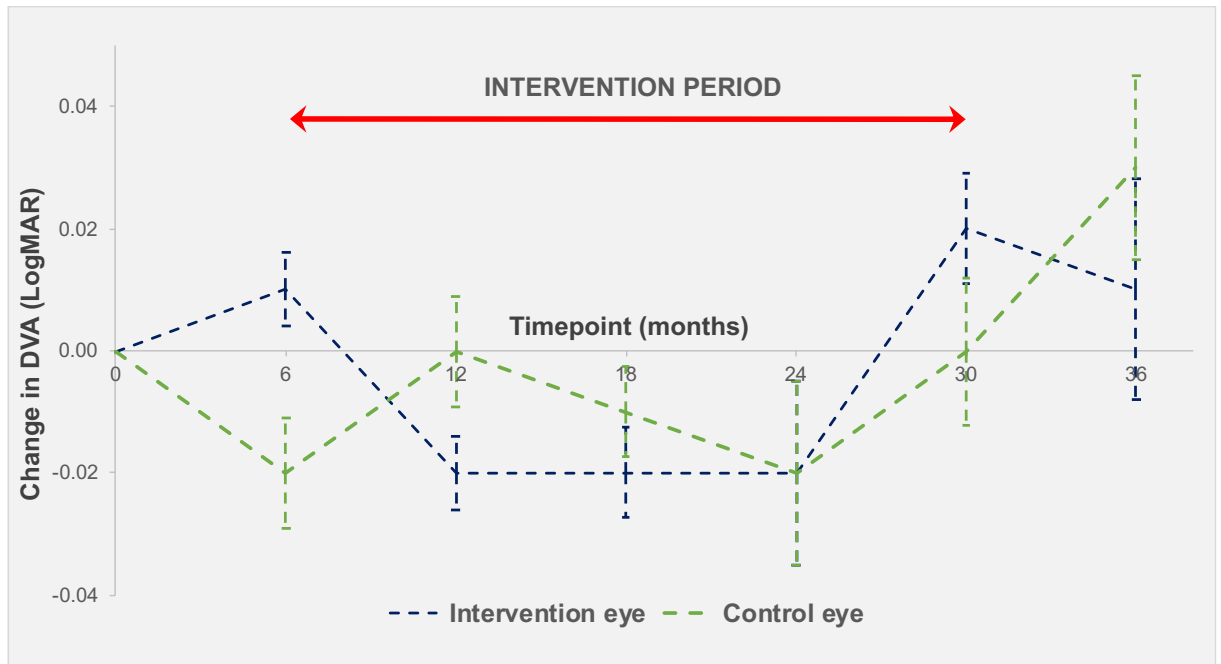 INTERVENTION PERIOD
Change in DVA (LogMAR)
0.04
0.02
0.00
-0.02
-0.04
Timepoint (months)
0 6 12 18 24 30 36
Intervention eye Control eye